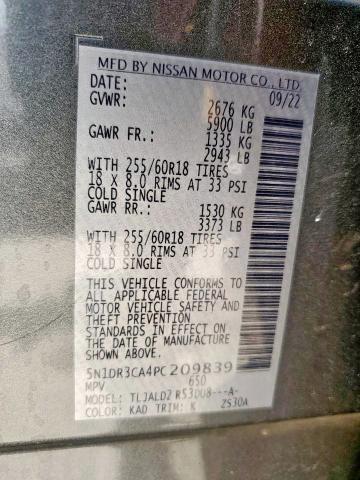 MFD BY NISSAN MOTOR CO., LTD.
DATE: 09/22
GVWR: 2676 KG
5900 LB
GAWR FR.: 1335 KG
2943 LB
WITH 255/60R18 TIRES
18 X 8.0 RIMS AT 33 PSI
COLD SINGLE
GAWR RR.: 1530 KG
3373 LB
WITH 255/60R18 TIRES
18 X 8.0 RIMS AT 33 PSI
COLD SINGLE
THIS VEHICLE CONFORMS TO
ALL APPLICABLE FEDERAL
MOTOR VEHICLE SAFETY AND
THEFT PREVENTION
STANDARDS IN EFFECT ON
THE DATE OF MANUFACTURE
SHOWN ABOVE.
5N1DR3CA4PC209839
MPV 650
MODEL: TLJALDZ R53DU8---A-
COLOR: KAD TRIM: K 2S30A